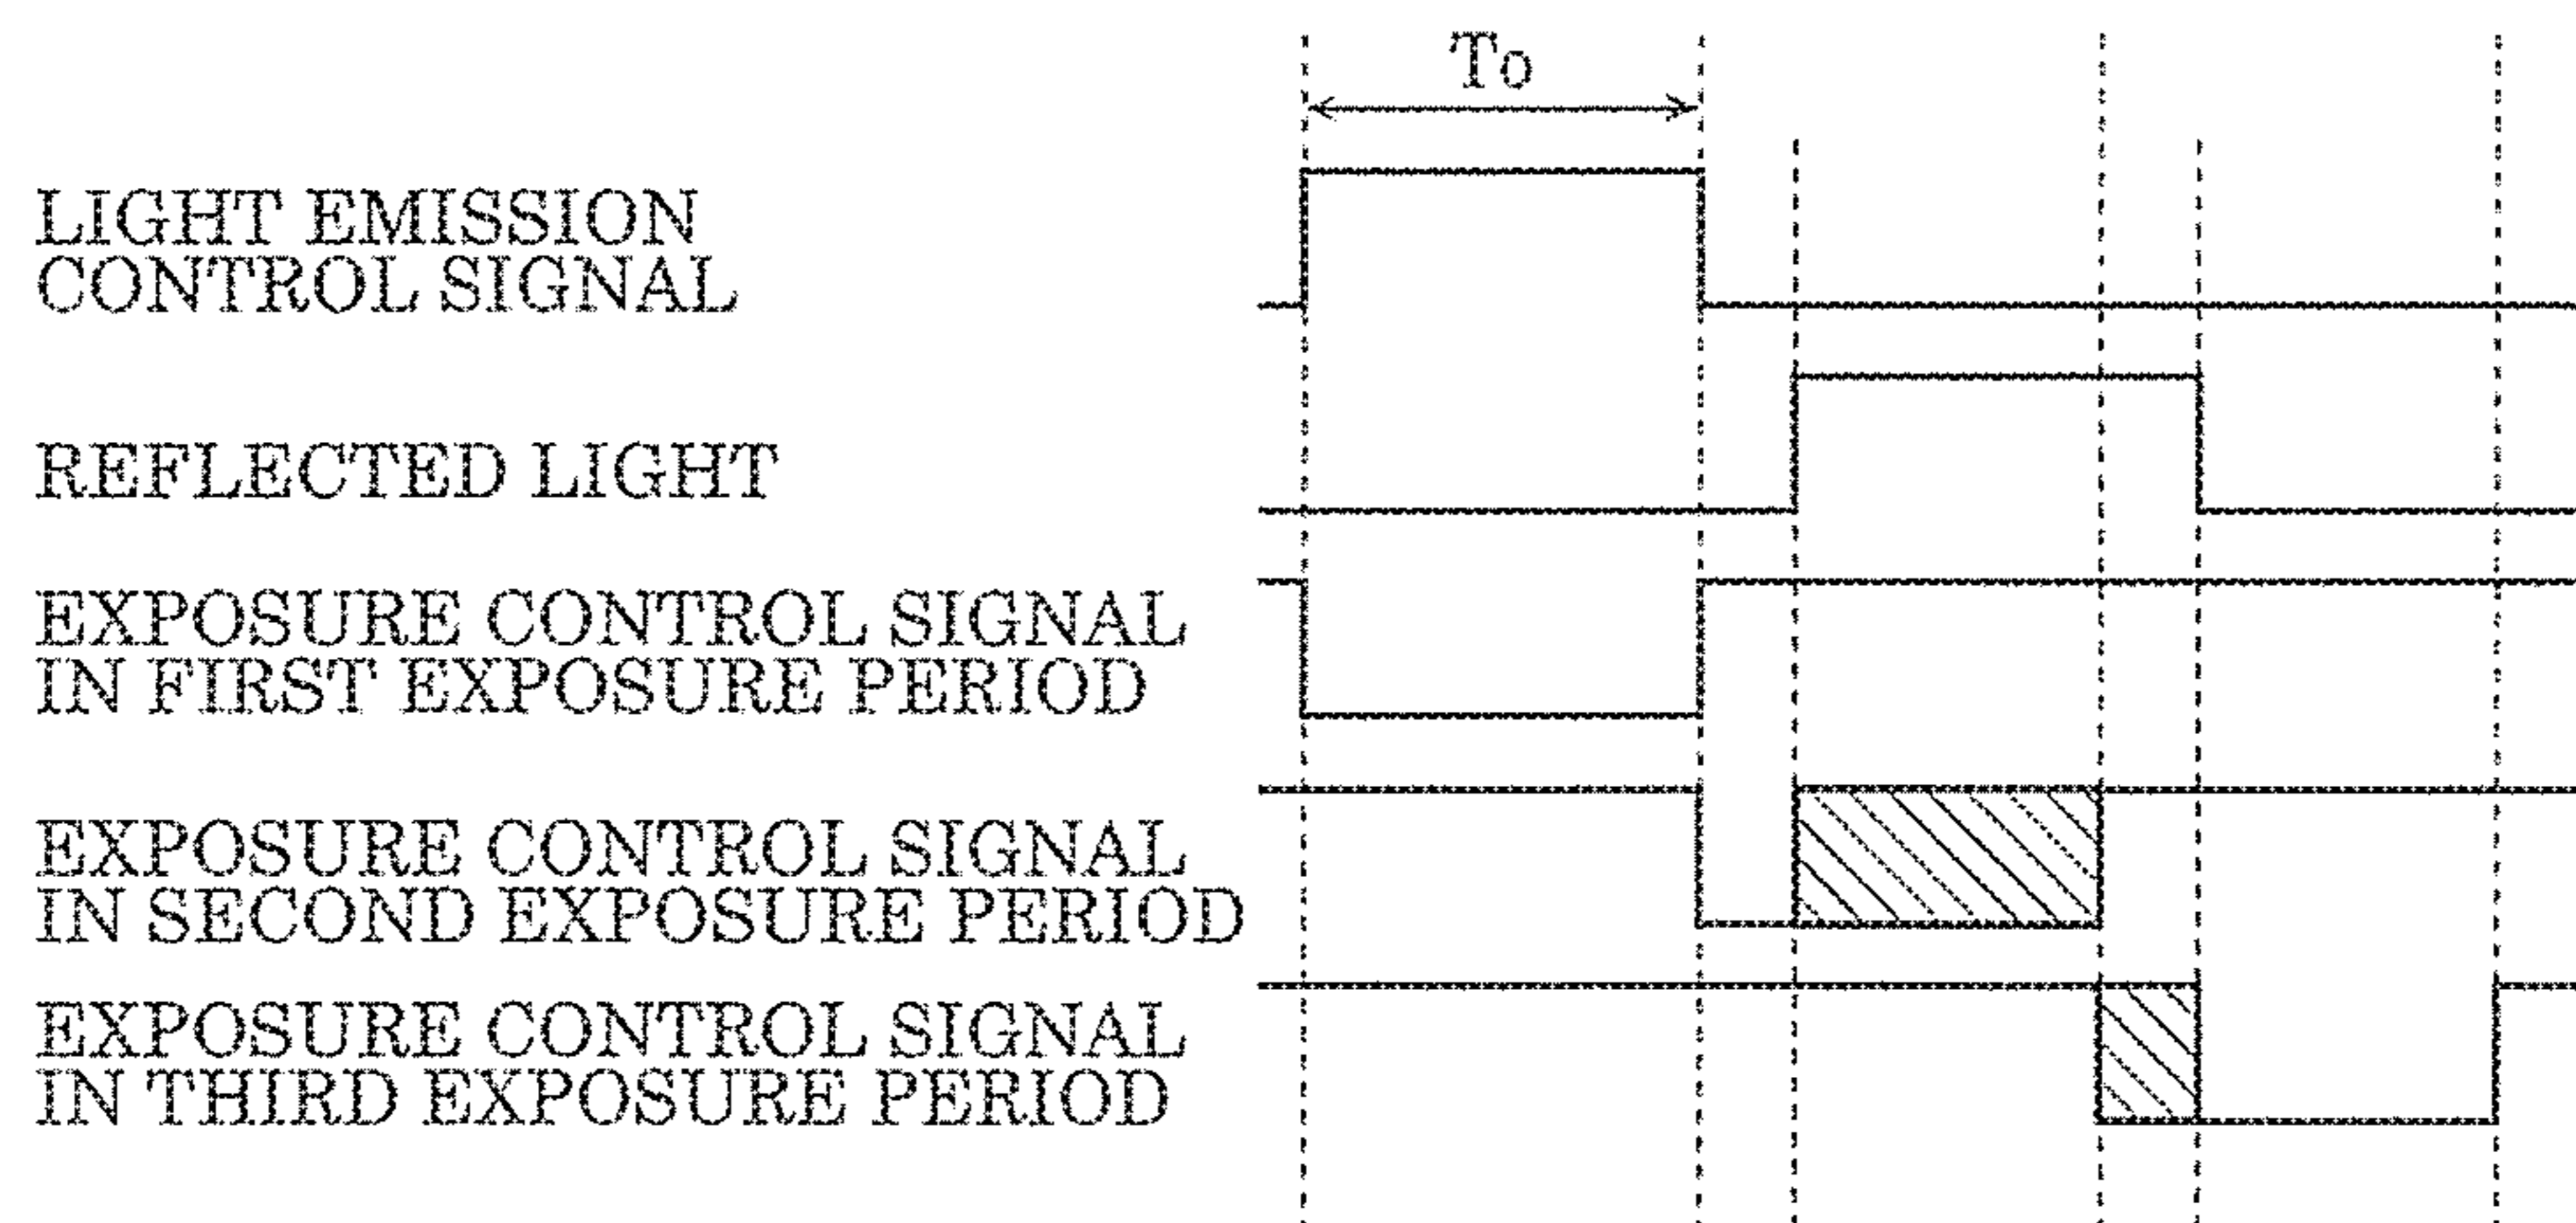 To
LIGHT EMISSION
CONTROL SIGNAL
REFLECTED LIGHT
EXPOSURE CONTROL SIGNAL
IN FIRST EXPOSURE PERIOD
EXPOSURE CONTROL SIGNAL
IN SECOND EXPOSURE PERIOD
EXPOSURE CONTROL SIGNAL
IN THIRD EXPOSURE PERIOD